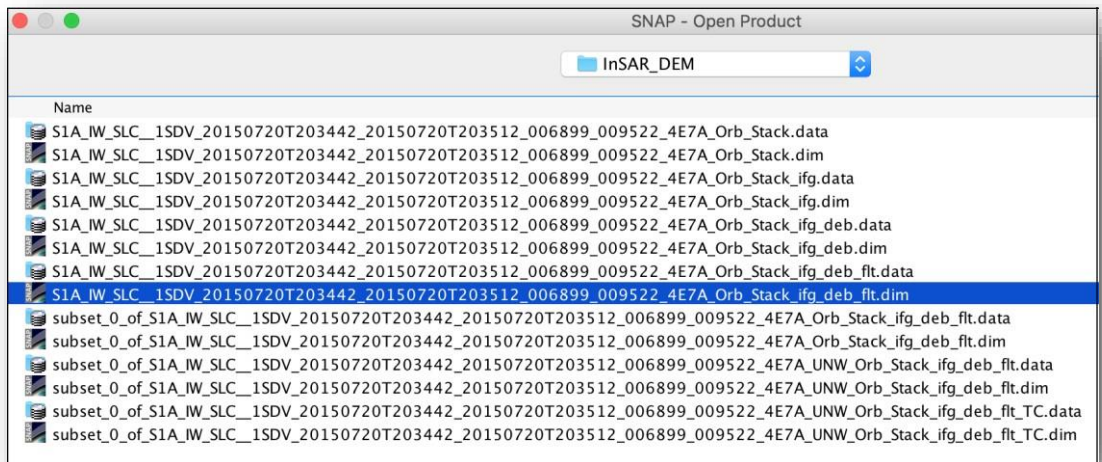 SNAP - Open Product
InSAR_DEM
Name
S1A_IW_SLC__1SDV_20150720T203442_20150720T203512_006899_009522_4E7A_Orb_Stack.data
S1A_IW_SLC__1SDV_20150720T203442_20150720T203512_006899_009522_4E7A_Orb_Stack.dim
S1A_IW_SLC__1SDV_20150720T203442_20150720T203512_006899_009522_4E7A_Orb_Stack_ifg.data
S1A_IW_SLC__1SDV_20150720T203442_20150720T203512_006899_009522_4E7A_Orb_Stack_ifg.dim
S1A_IW_SLC__1SDV_20150720T203442_20150720T203512_006899_009522_4E7A_Orb_Stack_ifg_deb.data
S1A_IW_SLC__1SDV_20150720T203442_20150720T203512_006899_009522_4E7A_Orb_Stack_ifg_deb.dim
S1A_IW_SLC__1SDV_20150720T203442_20150720T203512_006899_009522_4E7A_Orb_Stack_ifg_deb_flt.data
S1A_IW_SLC__1SDV_20150720T203442_20150720T203512_006899_009522_4E7A_Orb_Stack_ifg_deb_flt.dim
subset_0_of_S1A_IW_SLC__1SDV_20150720T203442_20150720T203512_006899_009522_4E7A_Orb_Stack_ifg_deb_flt.data
subset_0_of_S1A_IW_SLC__1SDV_20150720T203442_20150720T203512_006899_009522_4E7A_Orb_Stack_ifg_deb_flt.dim
subset_0_of_S1A_IW_SLC__1SDV_20150720T203442_20150720T203512_006899_009522_4E7A_UNW_Orb_Stack_ifg_deb_flt.data
subset_0_of_S1A_IW_SLC__1SDV_20150720T203442_20150720T203512_006899_009522_4E7A_UNW_Orb_Stack_ifg_deb_flt.dim
subset_0_of_S1A_IW_SLC__1SDV_20150720T203442_20150720T203512_006899_009522_4E7A_UNW_Orb_Stack_ifg_deb_flt_TC.data
subset_0_of_S1A_IW_SLC__1SDV_20150720T203442_20150720T203512_006899_009522_4E7A_UNW_Orb_Stack_ifg_deb_flt_TC.dim